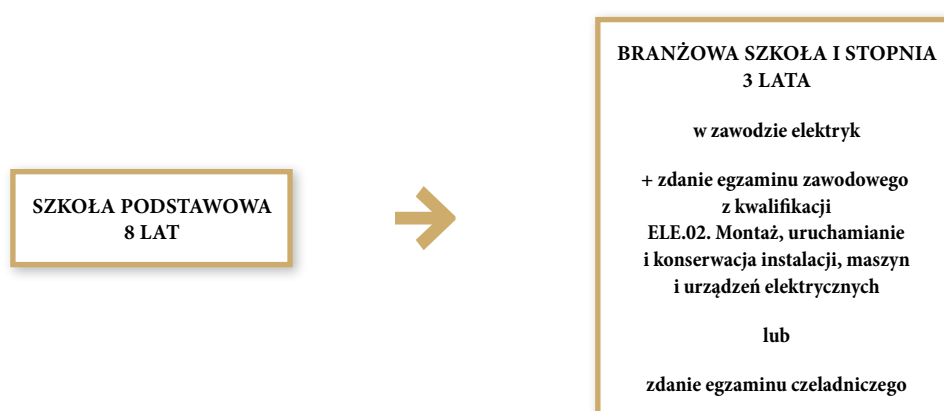 SZKOŁA PODSTAWOWA
8 LAT
BRANŻOWA SZKOŁA I STOPNIA
3 LATA
w zawodzie elektryk
+ zdanie egzaminu zawodowego
z kwalifikacji
ELE.02. Montaż, uruchamianie
i konserwacja instalacji, maszyn
i urządzeń elektrycznych
lub
zdanie egzaminu czeladniczego